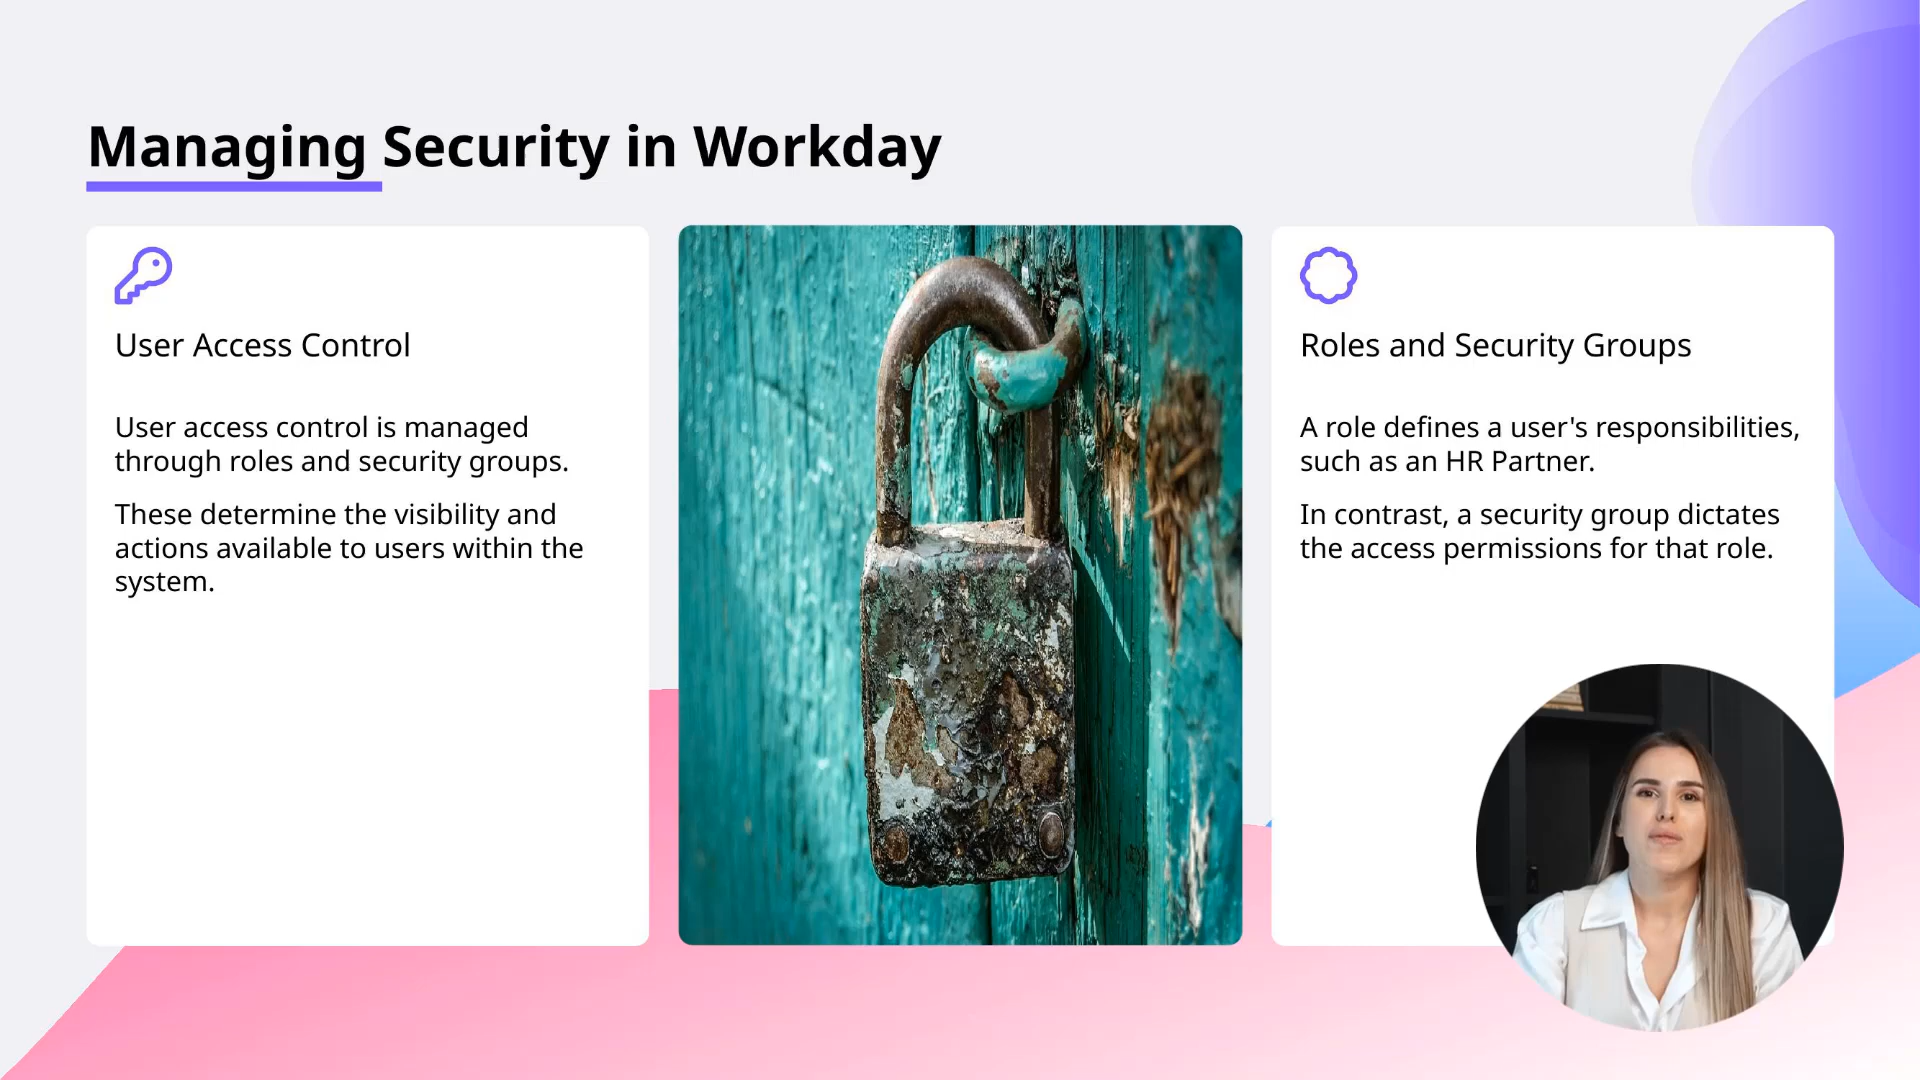 Managing Security in Workday
User Access Control
User access control is managed
through roles and security groups.
These determine the visibility and
actions available to users within the
system.
Roles and Security Groups
A role defines a user's responsibilities,
such as an HR Partner.
In contrast, a security group dictates
the access permissions for that role.